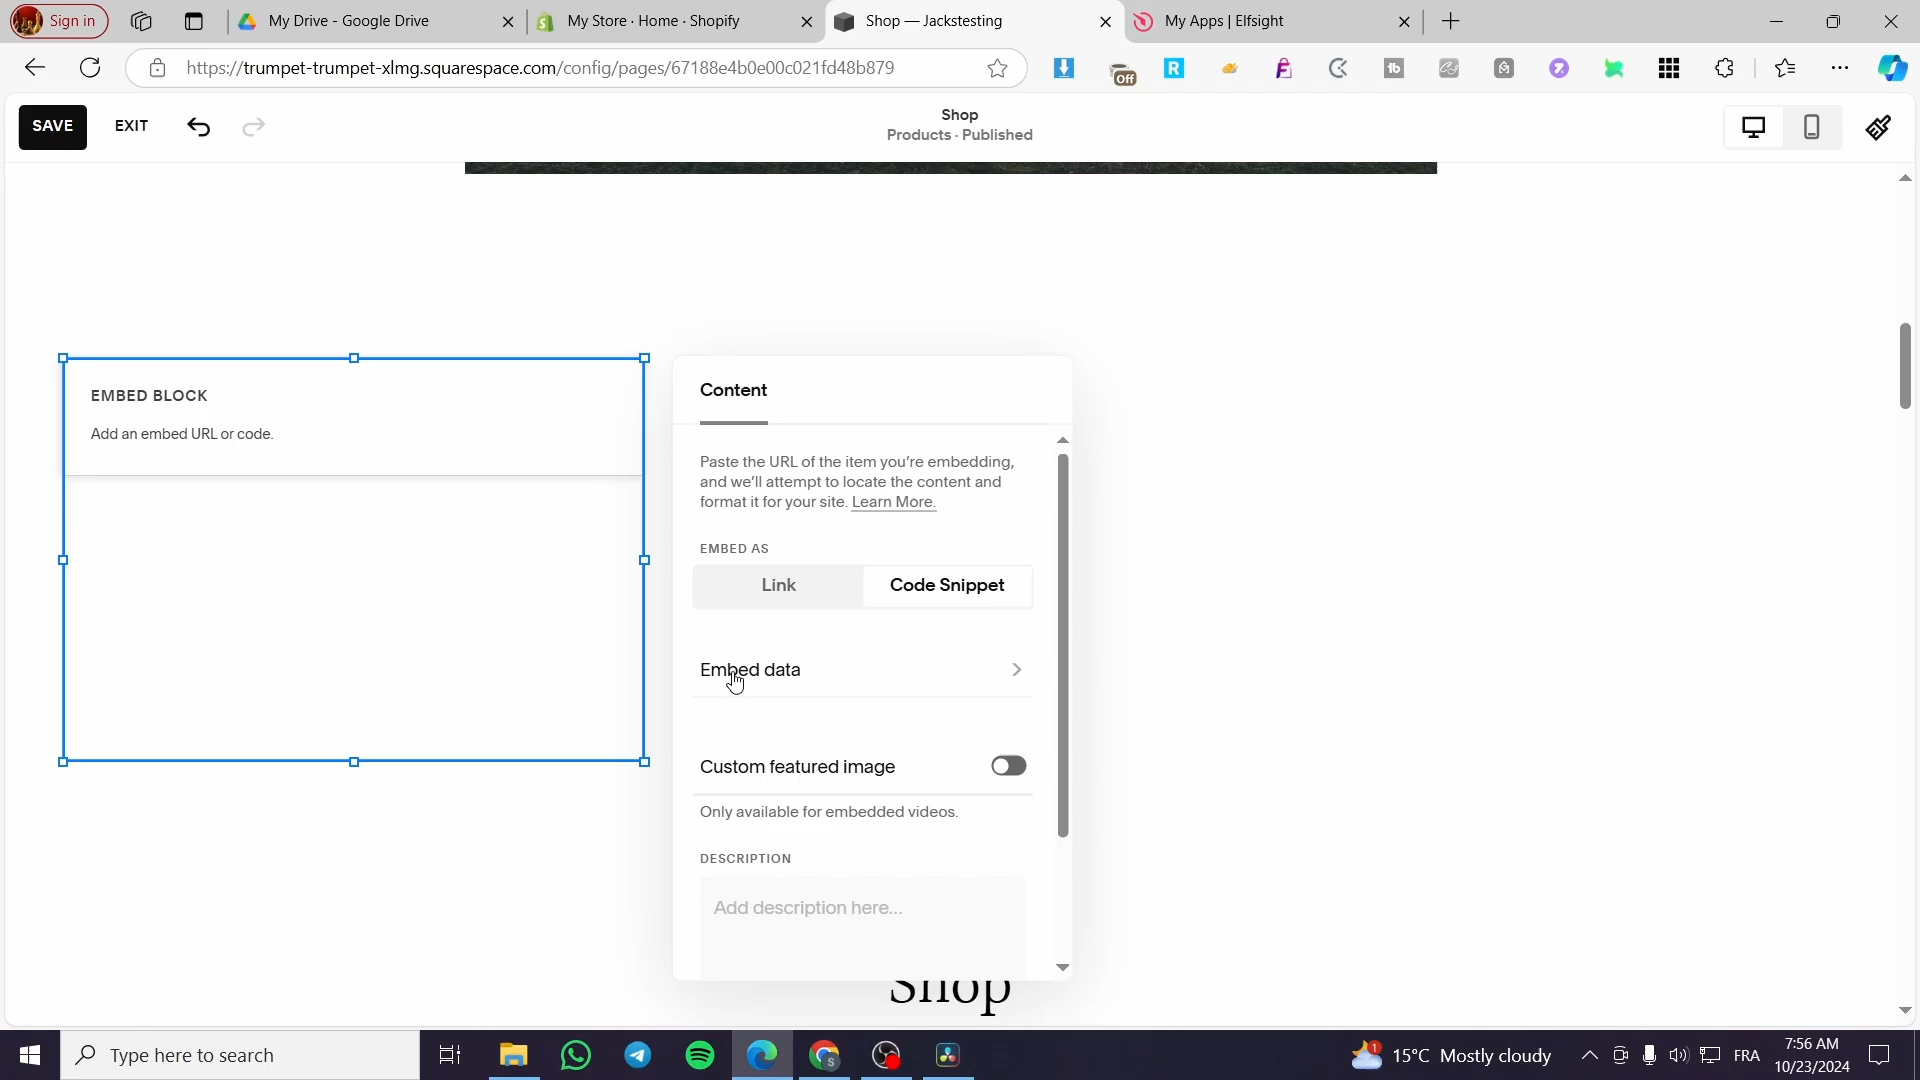 Sign in
My Drive - Google Drive
My Store · Home · Shopify
Shop — Jackstesting
My Apps | Elfsight
https://trumpet-trumpet-xlmg.squarespace.com/config/pages/67188e4b0e00c021fd48b879
Off
R
tb
SAVE
EXIT
Shop
Products · Published
EMBED BLOCK
Add an embed URL or code.
Content
Paste the URL of the item you're embedding,
and we'll attempt to locate the content and
format it for your site. Learn More.
EMBED AS
Link
Code Snippet
Embed data
Custom featured image
Only available for embedded videos.
DESCRIPTION
Add description here...
Shop
Type here to search
S
1
15°C Mostly cloudy
FRA
7:56 AM
10/23/2024